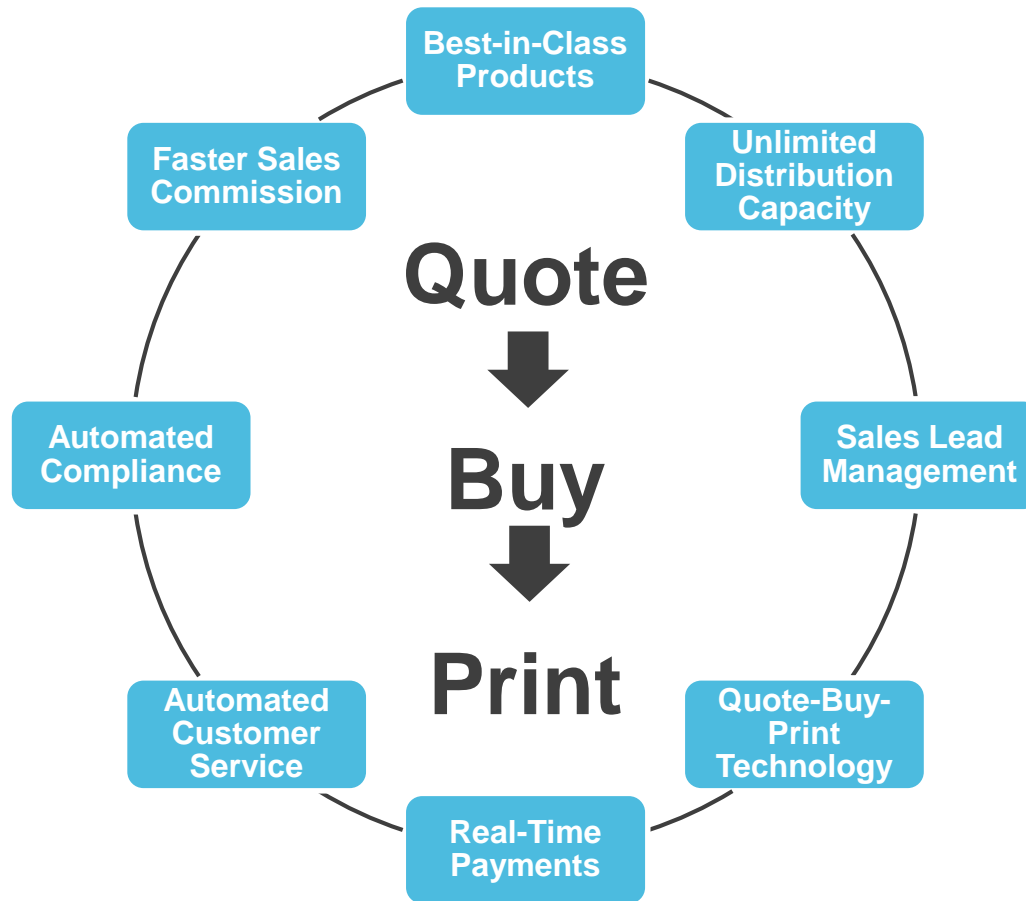 Best-in-Class
Products
Unlimited
Distribution
Capacity
Sales Lead
Management
Quote-Buy-
Print
Technology
Real-Time
Payments
Automated
Customer
Service
Automated
Compliance
Faster Sales
Commission
Quote
Buy
Print